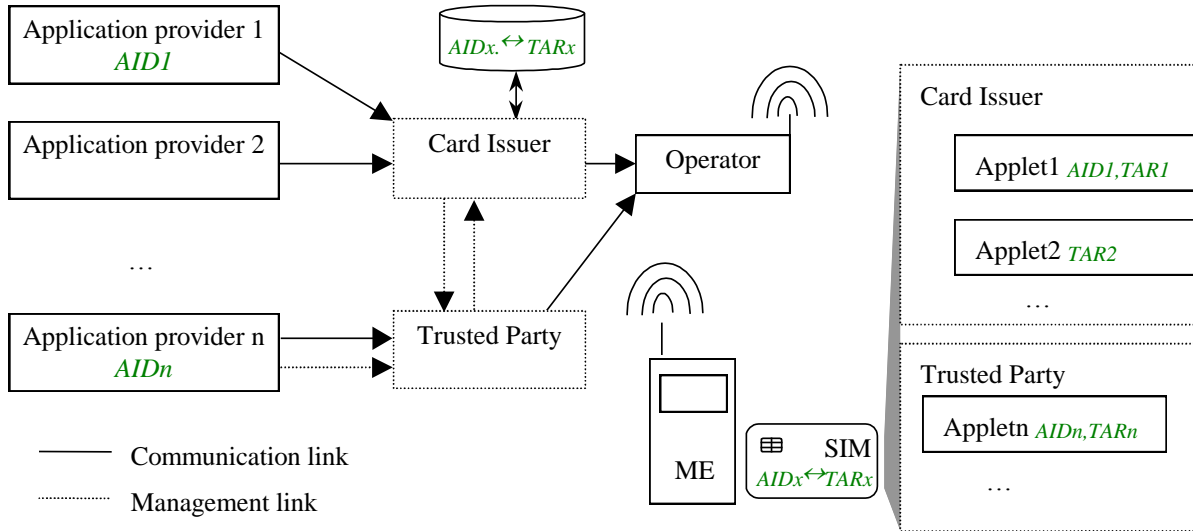 Application provider 1
AID1
AIDx.↔TARx
Application provider 2
Card Issuer
Operator
…
Application provider n
AIDn
Trusted Party
Communication link
Management link
ME
SIM
AIDx↔TARx
Card Issuer
Applet1 AID1,TAR1
Applet2 TAR2
…
Trusted Party
Appletn AIDn,TARn
…